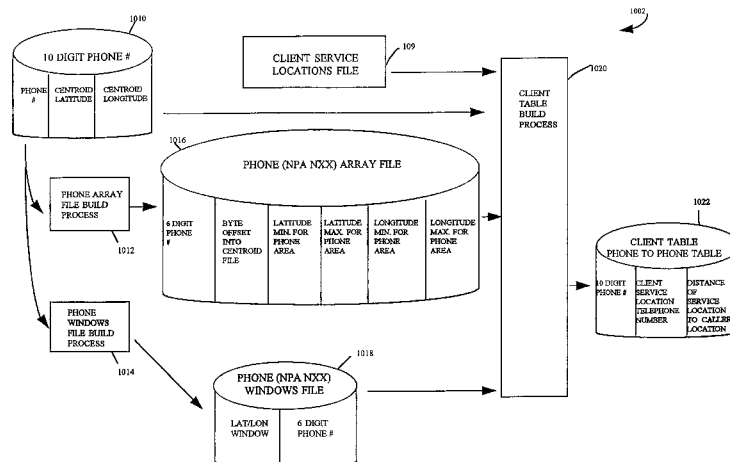 1002
1010
10 DIGIT PHONE #
PHONE
#
CENTROID
LATITUDE
CENTROID
LONGITUDE
CLIENT SERVICE
LOCATIONS FILE
109
1020
CLIENT
TABLE
BUILD
PROCESS
1016
PHONE (NPA NXX) ARRAY FILE
6 DIGIT
PHONE
#
BYTE
OFFSET
INTO
CENTROID
FILE
LATITUDE
MIN. FOR
PHONE
AREA
LATITUDE
MAX. FOR
PHONE
AREA
LONGITUDE
MIN. FOR
PHONE
AREA
LONGITUDE
MAX. FOR
PHONE
AREA
PHONE ARRAY
FILE BUILD
PROCESS
1012
1022
CLIENT TABLE
PHONE TO PHONE TABLE
10 DIGIT
PHONE #
CLIENT
SERVICE
LOCATION
TELEPHONE
NUMBER
DISTANCE
OF
SERVICE
LOCATION
TO CALLER
LOCATION
PHONE
WINDOWS
FILE BUILD
PROCESS
1014
1018
PHONE (NPA NXX)
WINDOWS FILE
LAT/LON
WINDOW
6 DIGIT
PHONE #